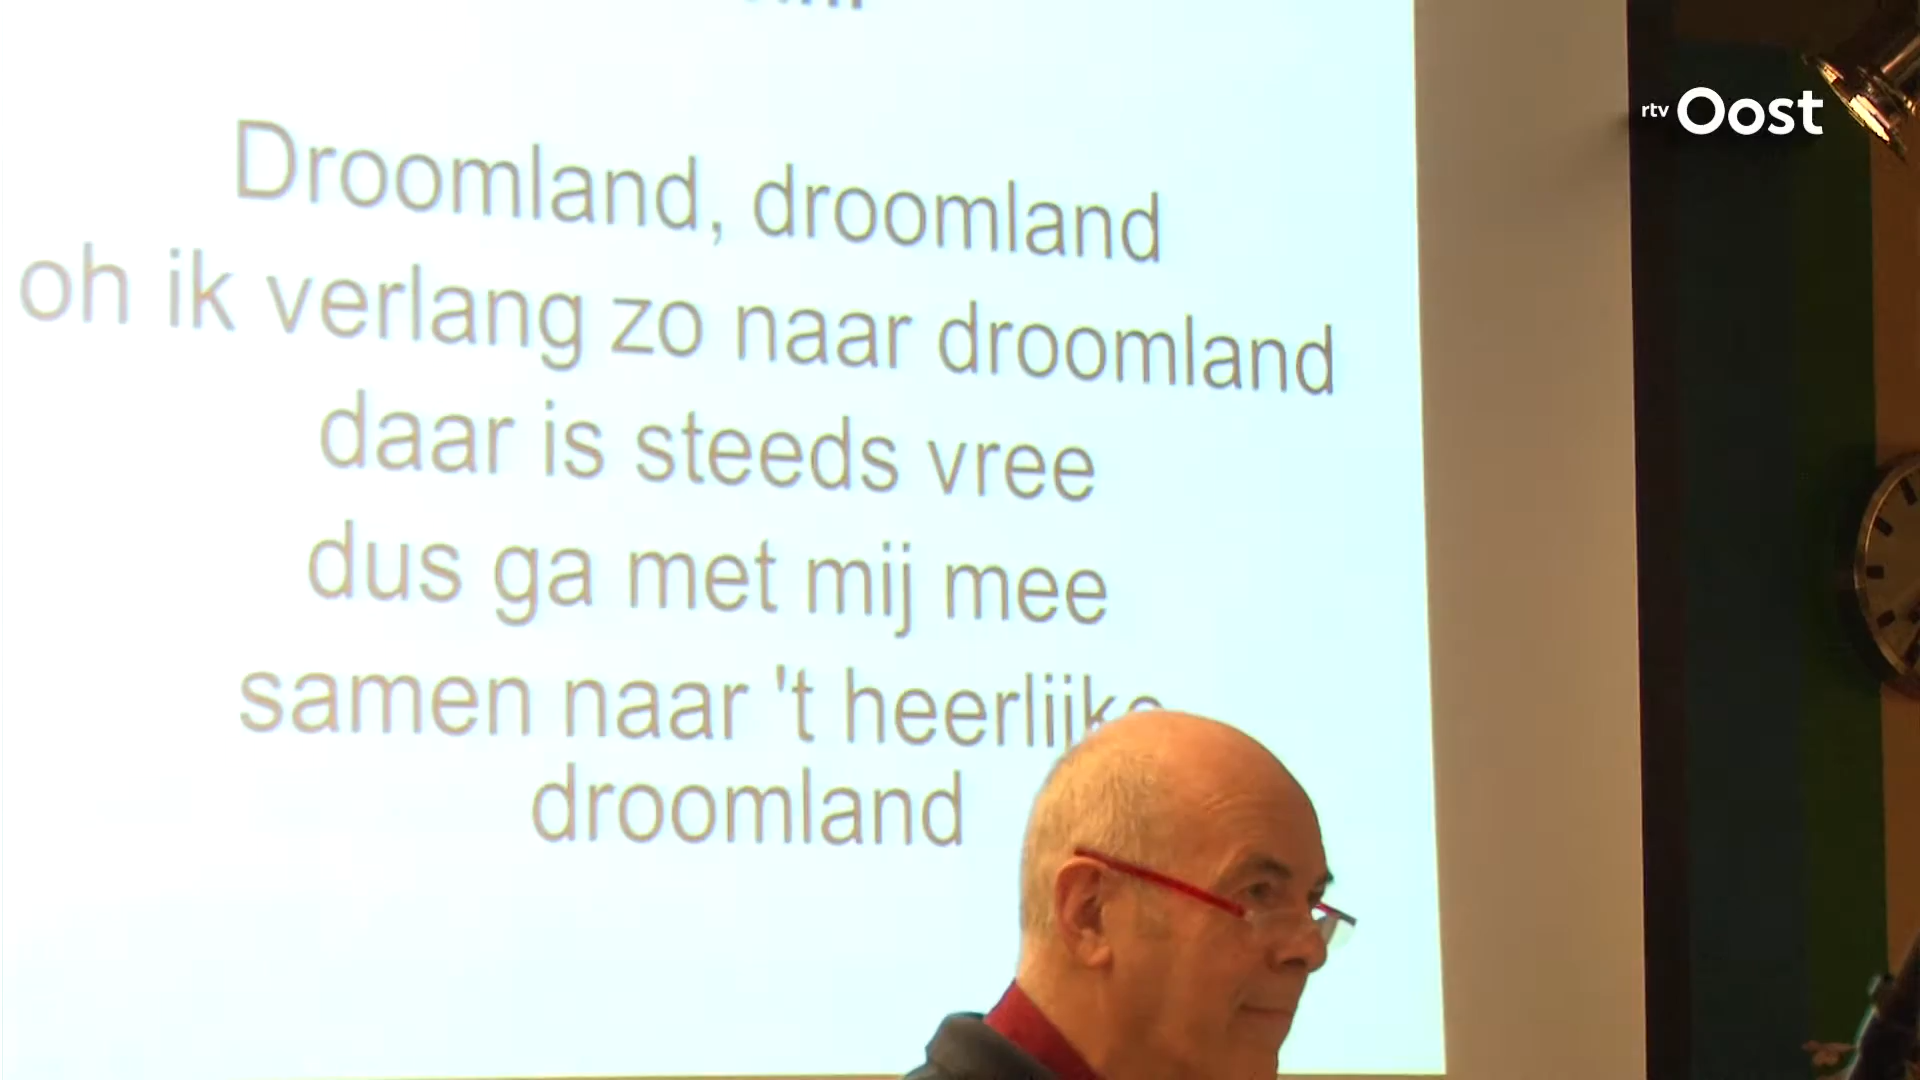 rtv Oost
Droomland, droomland
oh ik verlang zo naar droomland
daar is steeds vree
dus ga met mij mee
samen naar 't heerlijke
droomland